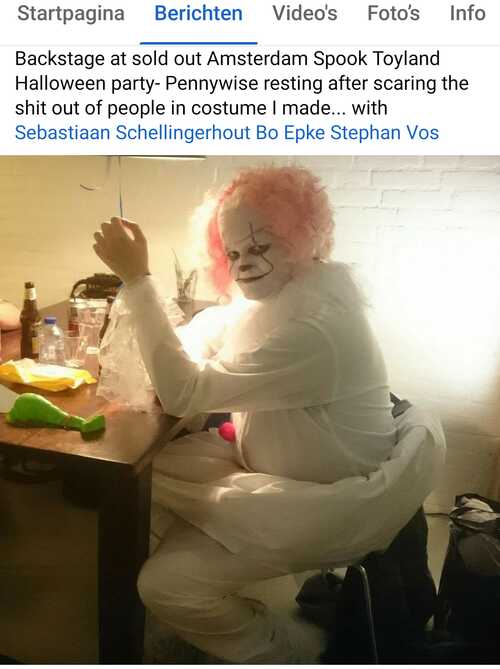 Startpagina Berichten Video's Foto's Info
Backstage at sold out Amsterdam Spook Toyland
Halloween party- Pennywise resting after scaring the
shit out of people in costume I made... with
Sebastiaan Schellingerhout Bo Epke Stephan Vos